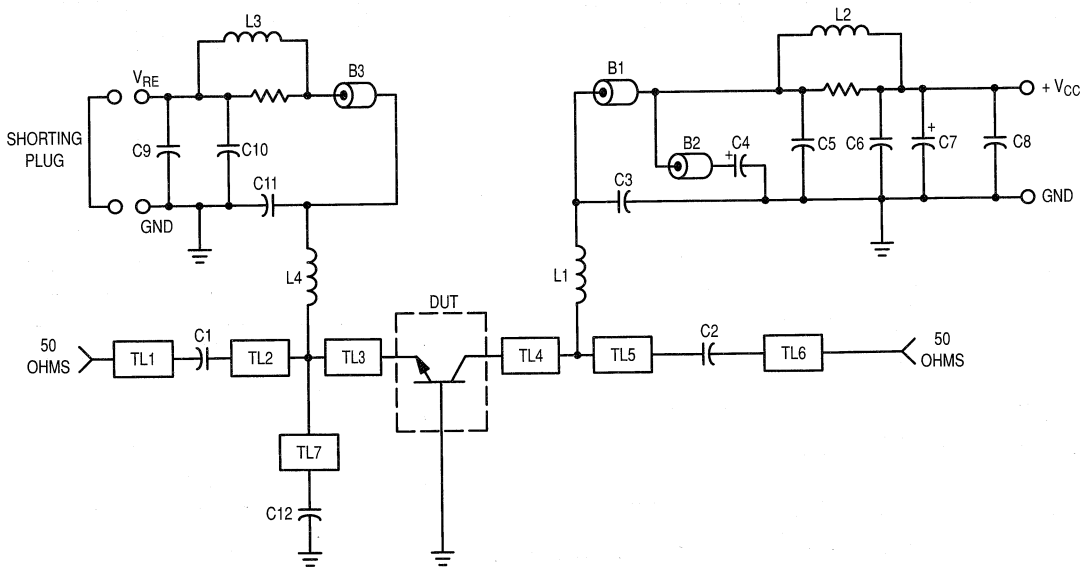 L3
L2
V_RE
B3
B1
+ V_CC
SHORTING
PLUG
C9
C10
B2
+
C4
C5
C6
+
C7
C8
C11
C3
GND
GND
L4
L1
DUT
50
OHMS
TL1
C1
TL2
TL3
TL4
TL5
C2
TL6
50
OHMS
TL7
C12